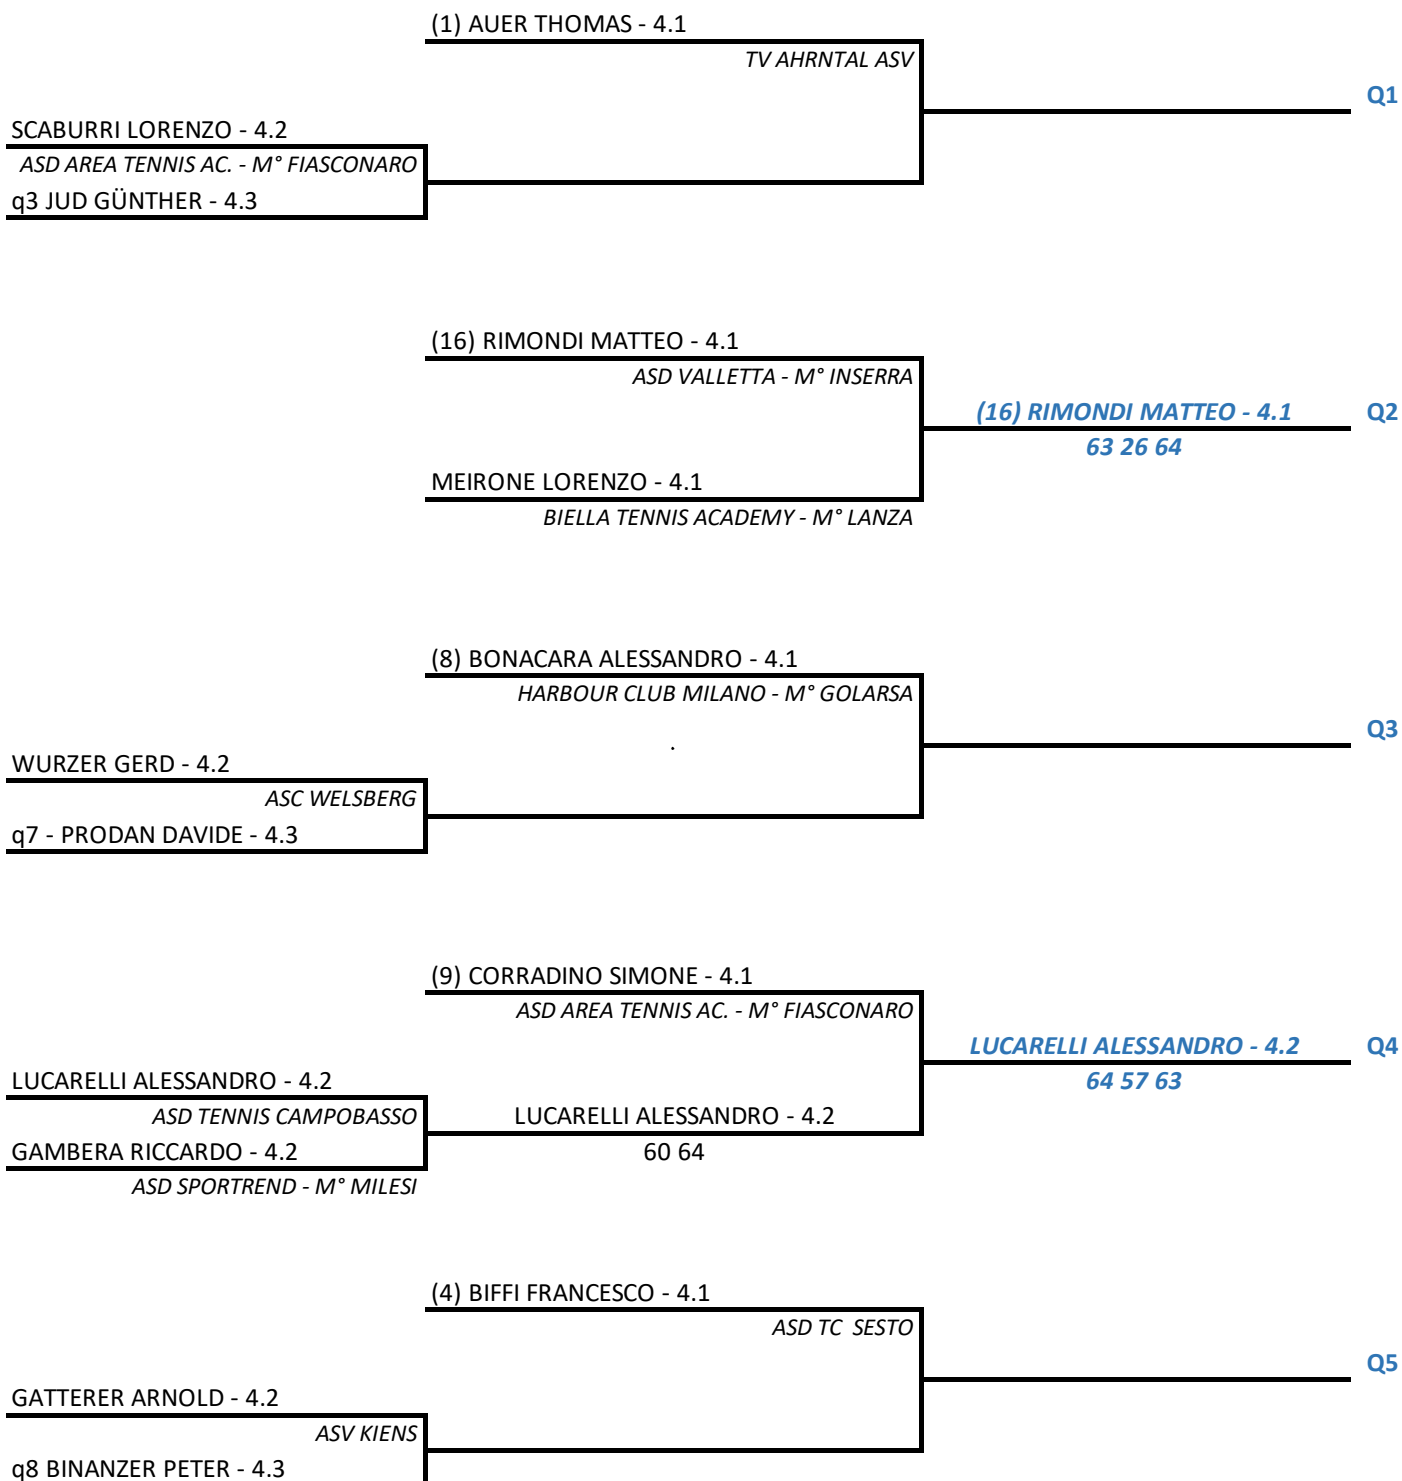 (1) AUER THOMAS - 4.1
TV AHRNTAL ASV
Q1
SCABURRI LORENZO - 4.2
ASD AREA TENNIS AC. - M° FIASCONARO
q3 JUD GÜNTHER - 4.3
(16) RIMONDI MATTEO - 4.1
ASD VALLETTA - M° INSERRA
(16) RIMONDI MATTEO - 4.1 Q2
63 26 64
MEIRONE LORENZO - 4.1
BIELLA TENNIS ACADEMY - M° LANZA
(8) BONACARA ALESSANDRO - 4.1
HARBOUR CLUB MILANO - M° GOLARSA
Q3
.
WURZER GERD - 4.2
ASC WELSBERG
q7 - PRODAN DAVIDE - 4.3
(9) CORRADINO SIMONE - 4.1
ASD AREA TENNIS AC. - M° FIASCONARO
LUCARELLI ALESSANDRO - 4.2 Q4
LUCARELLI ALESSANDRO - 4.2 64 57 63
ASD TENNIS CAMPOBASSO LUCARELLI ALESSANDRO - 4.2
GAMBERA RICCARDO - 4.2 60 64
ASD SPORTREND - M° MILESI
(4) BIFFI FRANCESCO - 4.1
ASD TC  SESTO
Q5
GATTERER ARNOLD - 4.2
ASV KIENS
q8 BINANZER PETER - 4.3